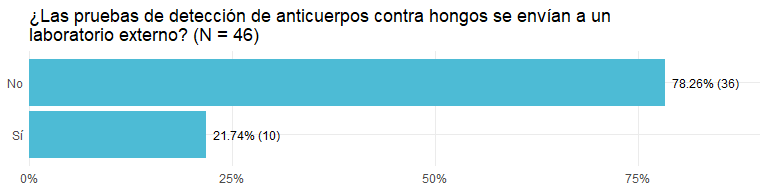 ¿Las pruebas de detección de anticuerpos contra hongos se envían a un
laboratorio externo? (N = 46)
No
78.26% (36)
Sí
21.74% (10)
0%
25%
50%
75%